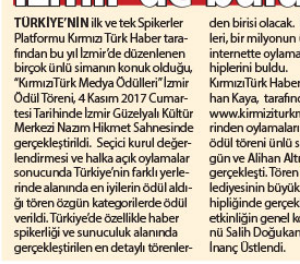 TÜRKİYE'NİN ilk ve tek Spikerler
Platformu Kırmızı Türk Haber tara-
fından bu yıl İzmir'de düzenlenen
birçok ünlü simanın konuk olduğu,
"KırmızıTürk Medya Ödülleri" İzmir
Ödül Töreni, 4 Kasım 2017 Cumar-
tesi Tarihinde İzmir Güzelyalı Kültür
Merkezi Nazım Hikmet Sahnesinde
gerçekleştirildi. Seçici kurul değer-
lendirmesi ve halka açık oylamalar
sonucunda Türkiye'nin farklı yerle-
rinde alanında en iyilerin ödül aldı-
ğı tören özgün kategorilerde ödül
verildi. Türkiye'de özellikle haber
spikerliği ve sunuculuk alanında
gerçekleştirilen en detaylı törenler-
den birisi olacak.
leri, bir milyonun
internette oylama
hiplerini buldu.
KırmızıTürk Haber
han Kaya, tarafınd
www.kirmiziturkm
rinden oylamaları
ödül töreni ünlü s
gün ve Alihan Altı
gerçekleşti. Tören
lediyesinin büyük
hipliğinde gerçek
etkinliğin genel ko
nü Salih Doğukan
İnanç Üstlendi.